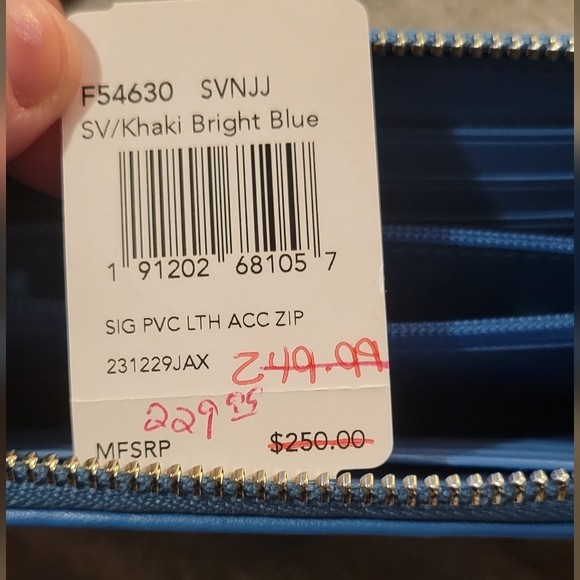 F54630 SVNJJ
SV/Khaki Bright Blue
1 91202 68105 7
SIG PVC LTH ACC ZIP
231229JAX 249.99
229.99
MFSRP $250.00